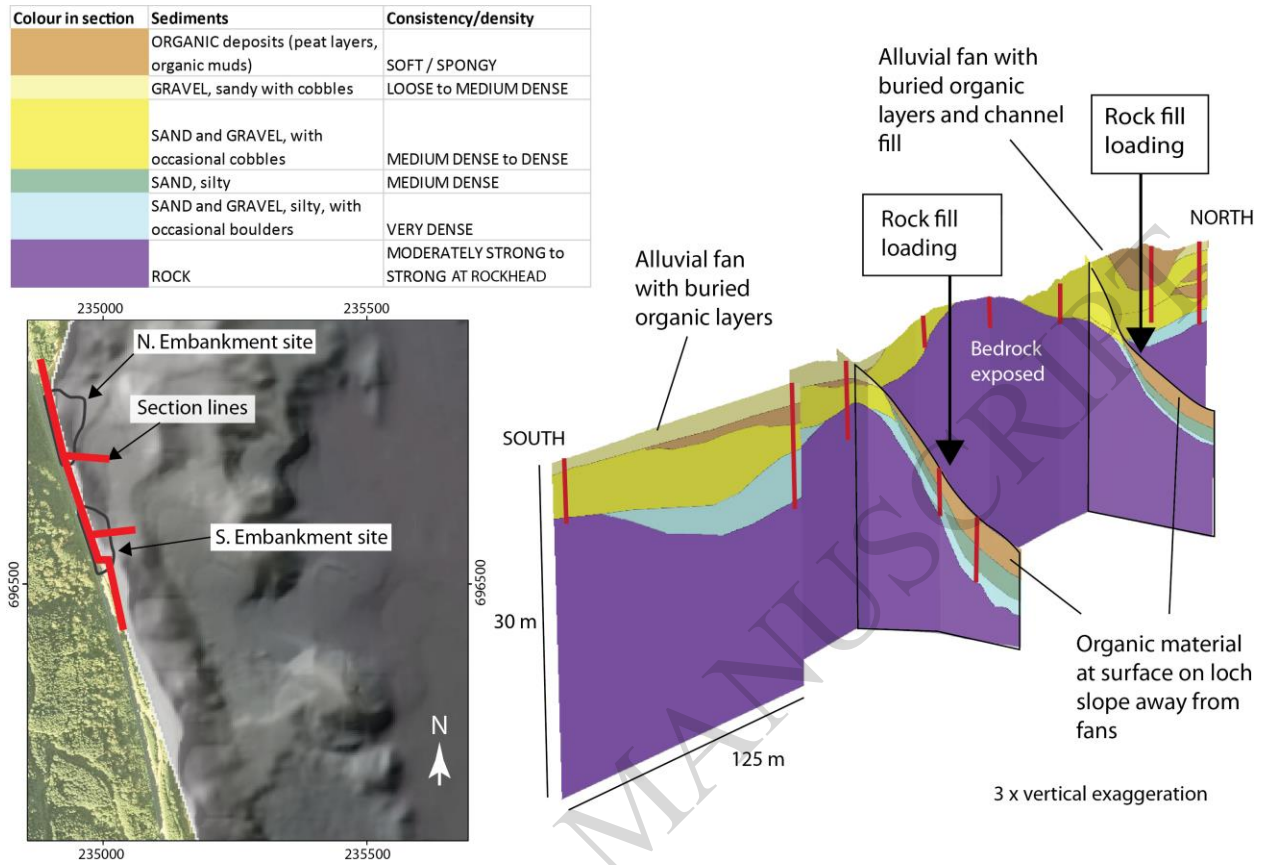 Colour in section Sediments Consistency/density
ORGANIC deposits (peat layers,
organic muds) SOFT / SPONGY
GRAVEL, sandy with cobbles LOOSE to MEDIUM DENSE
SAND and GRAVEL, with
occasional cobbles MEDIUM DENSE to DENSE
SAND, silty MEDIUM DENSE
SAND and GRAVEL, silty, with
occasional boulders VERY DENSE
MODERATELY STRONG to
ROCK STRONG AT ROCKHEAD
235000 235500
N. Embankment site
Section lines
S. Embankment site
696500 696500
N
235000 235500
Alluvial fan with
buried organic
layers and channel
fill
Rock fill
loading
Rock fill
loading
NORTH
Alluvial fan
with buried
organic layers
Bedrock
exposed
SOUTH
30 m
125 m
Organic material
at surface on loch
slope away from
fans
3 x vertical exaggeration
MANUSCRIPT